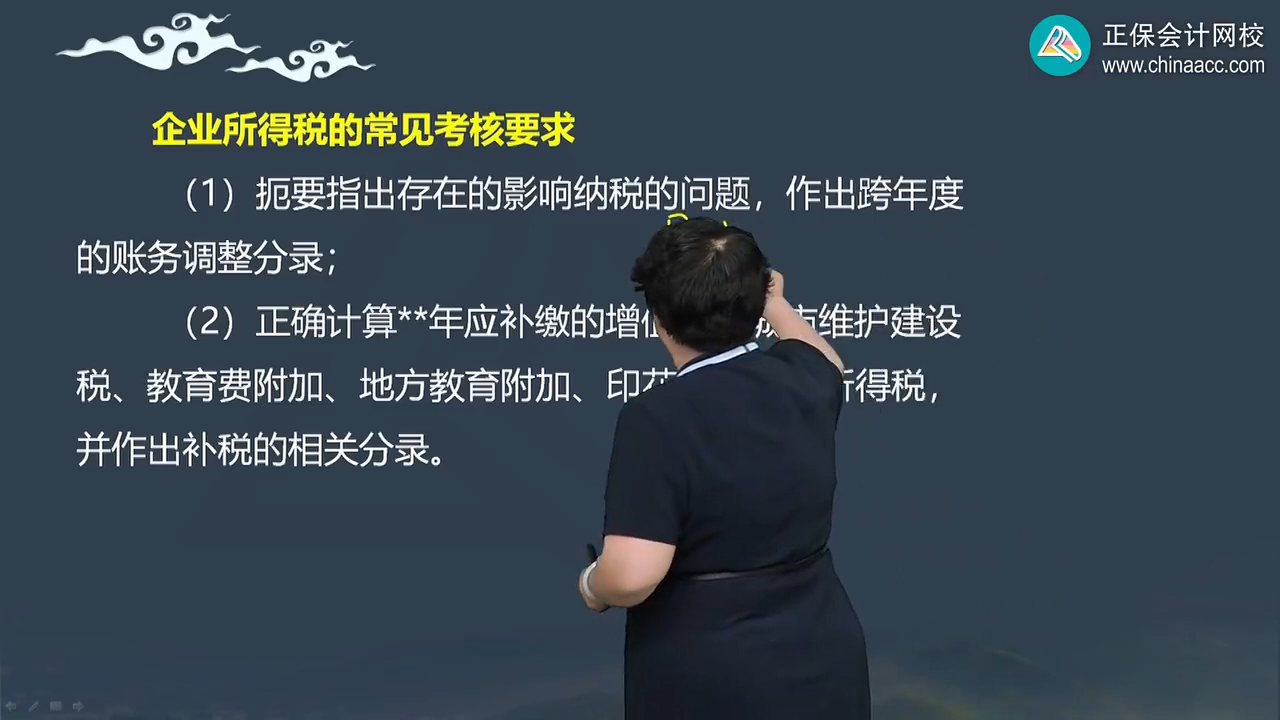 正保会计网校
www.chinaacc.com
企业所得税的常见考核要求
（1）扼要指出存在的影响纳税的问题，作出跨年度
的账务调整分录；
（2）正确计算**年应补缴的增 维护建设
税、教育费附加、地方教育附加、印 所得税，
并作出补税的相关分录。